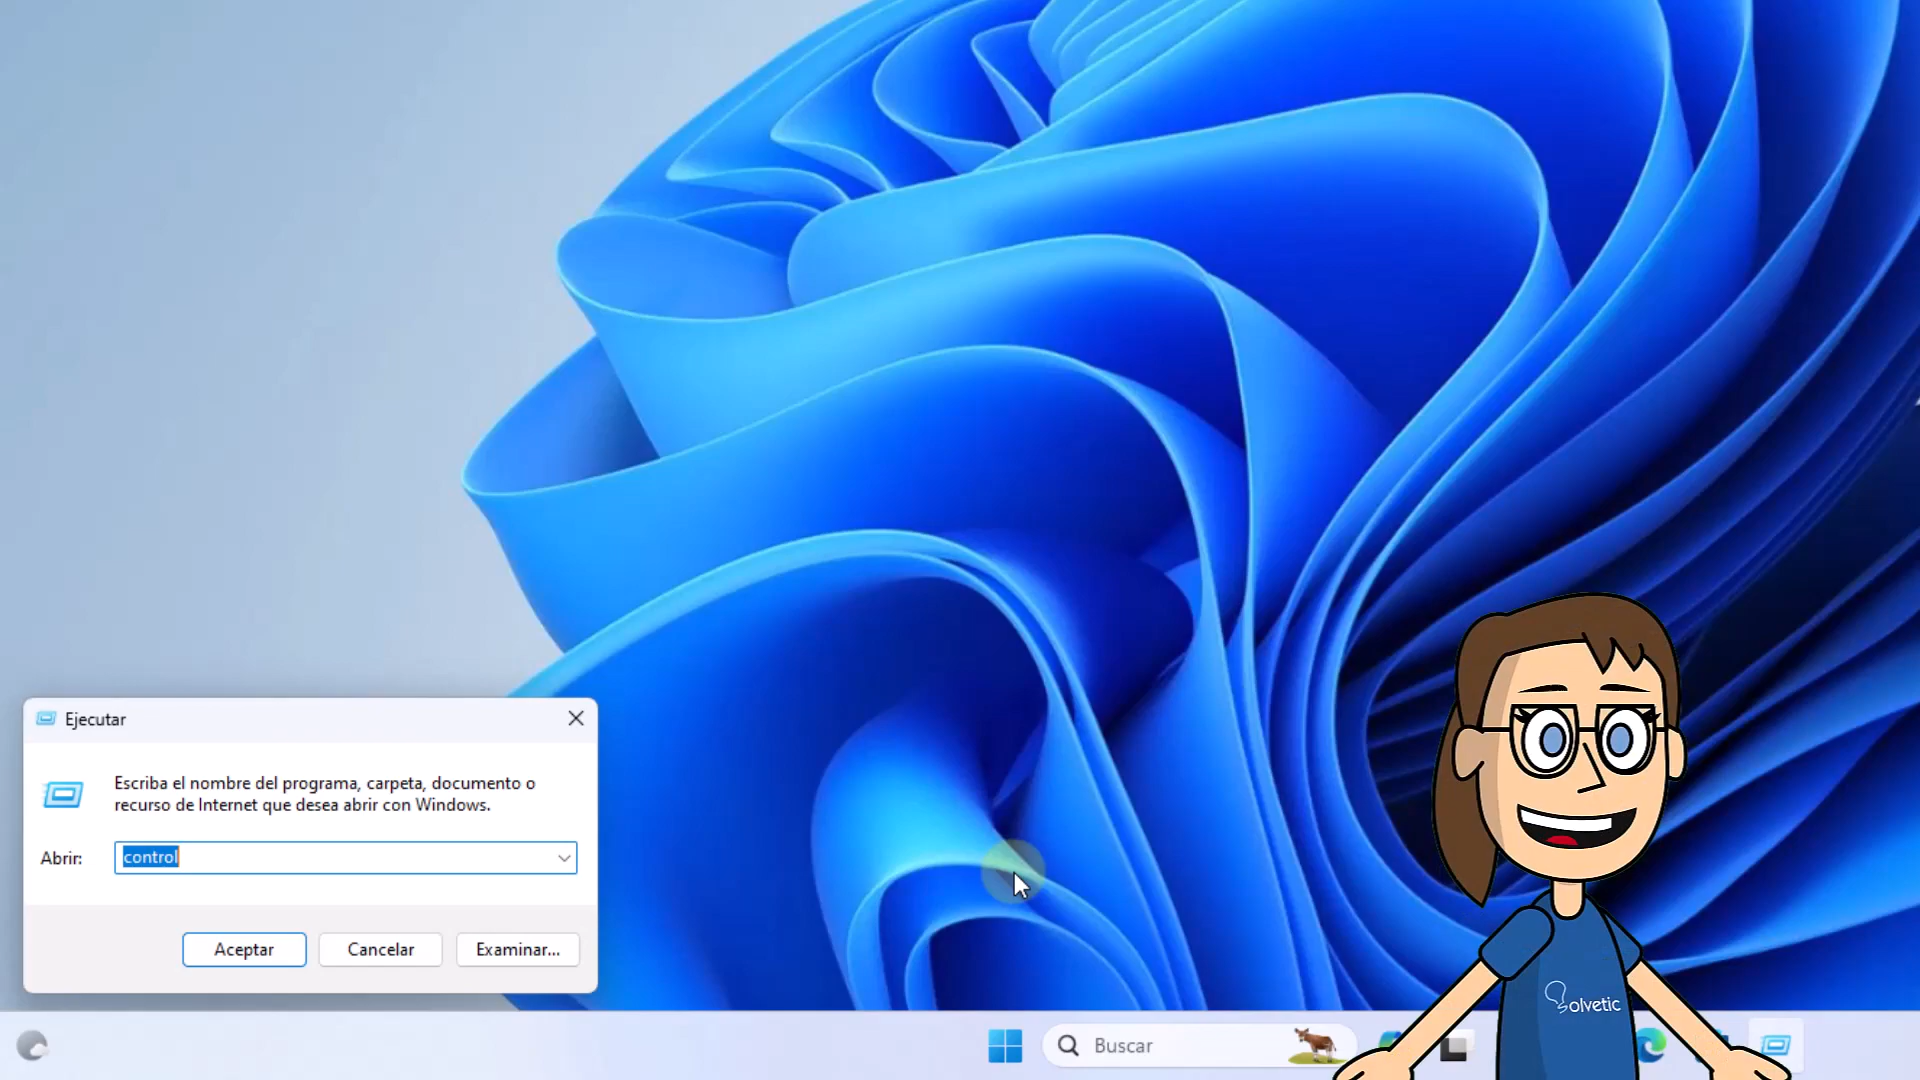 Ejecutar
Escriba el nombre del programa, carpeta, documento o
recurso de Internet que desea abrir con Windows.
Abrir: control
Aceptar Cancelar Examinar...
Solvetic
Buscar